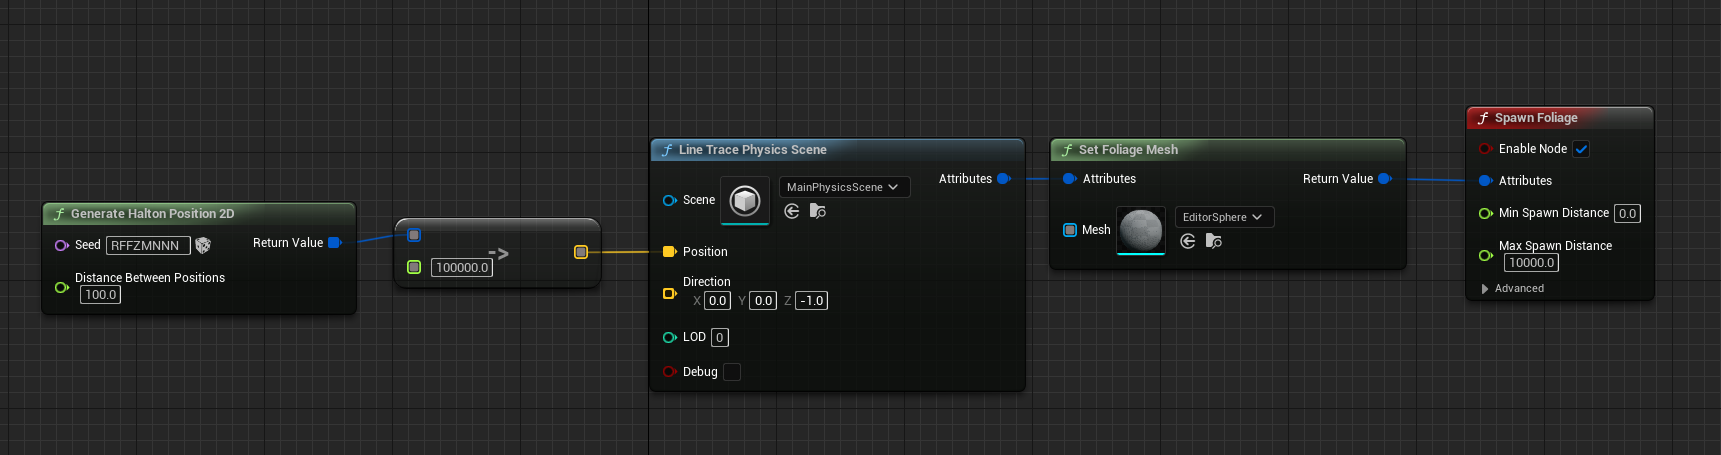 Generate Halton Position 2D
Seed RFFZMNNN Return Value
Distance Between Positions
100.0
->
100000.0
Line Trace Physics Scene
Attributes
Scene MainPhysicsScene
Position
Direction
X 0.0 Y 0.0 Z -1.0
LOD 0
Debug
Set Foliage Mesh
Attributes Return Value
Mesh EditorSphere
Spawn Foliage
Enable Node
Attributes
Min Spawn Distance 0.0
Max Spawn Distance
10000.0
Advanced